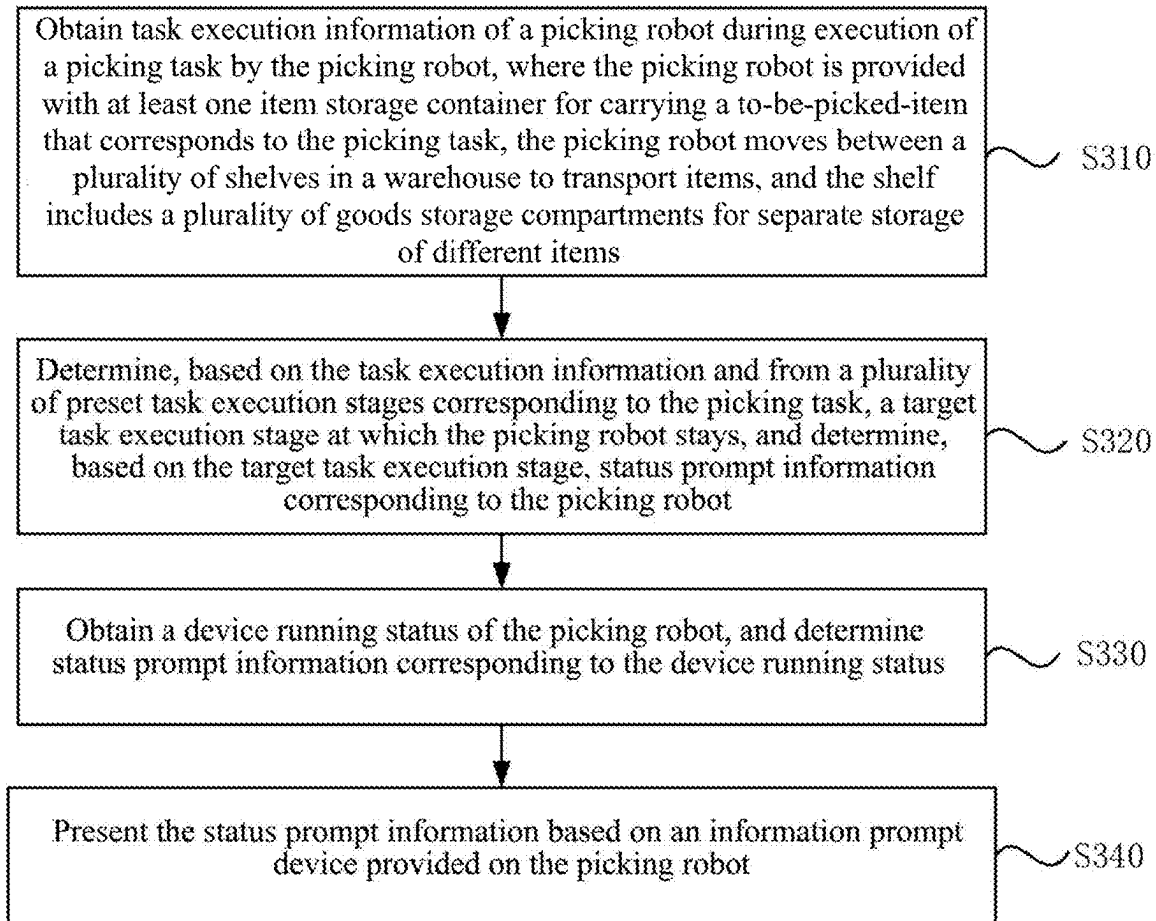 Obtain task execution information of a picking robot during execution of
a picking task by the picking robot, where the picking robot is provided
with at least one item storage container for carrying a to-be-picked-item
that corresponds to the picking task, the picking robot moves between a
plurality of shelves in a warehouse to transport items, and the shelf
includes a plurality of goods storage compartments for separate storage
of different items
S310
Determine, based on the task execution information and from a plurality
of preset task execution stages corresponding to the picking task, a target
task execution stage at which the picking robot stays, and determine,
based on the target task execution stage, status prompt information
corresponding to the picking robot
S320
Obtain a device running status of the picking robot, and determine
status prompt information corresponding to the device running status
S330
Present the status prompt information based on an information prompt
device provided on the picking robot
S340